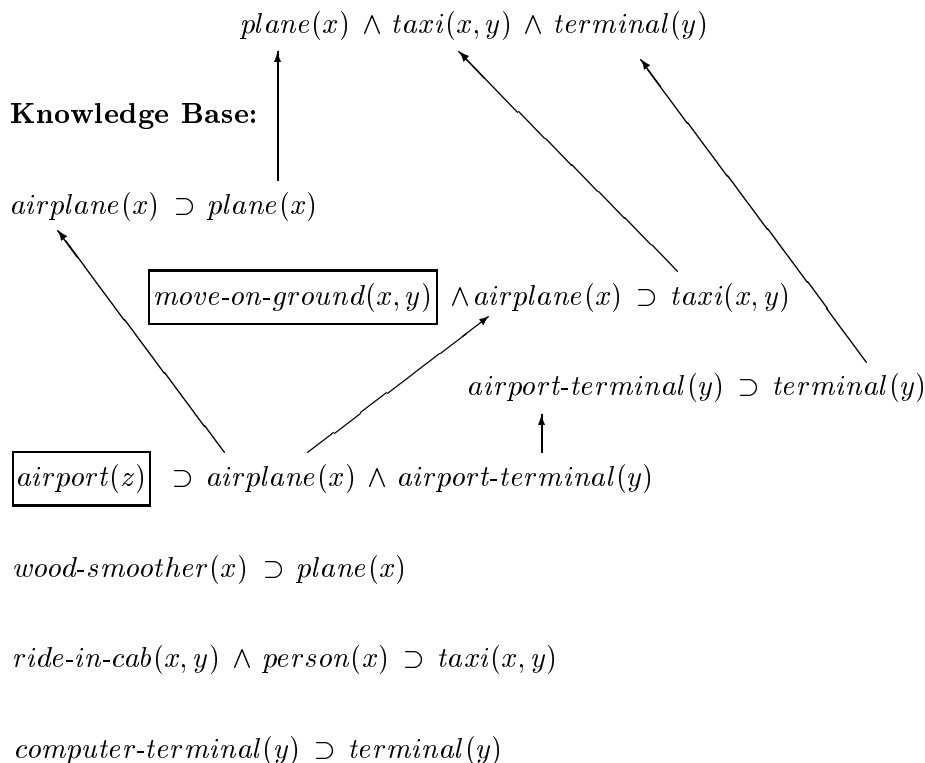 plane(x) ∧ taxi(x, y) ∧ terminal(y)
Knowledge Base:
airplane(x) ⊃ plane(x)
move-on-ground(x, y) ∧ airplane(x) ⊃ taxi(x, y)
airport-terminal(y) ⊃ terminal(y)
airport(z) ⊃ airplane(x) ∧ airport-terminal(y)
wood-smoother(x) ⊃ plane(x)
ride-in-cab(x, y) ∧ person(x) ⊃ taxi(x, y)
computer-terminal(y) ⊃ terminal(y)